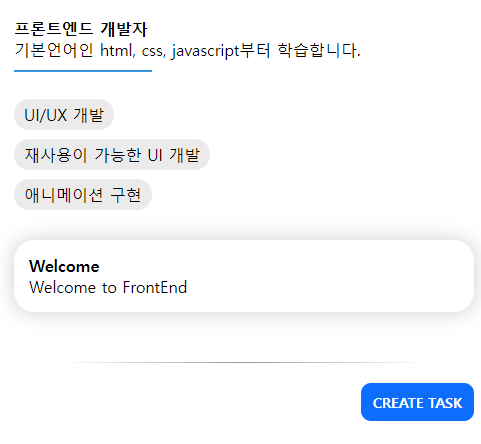 프론트엔드 개발자
기본언어인 html, css, javascript부터 학습합니다.
UI/UX 개발
재사용이 가능한 UI 개발
애니메이션 구현
Welcome
Welcome to FrontEnd
CREATE TASK